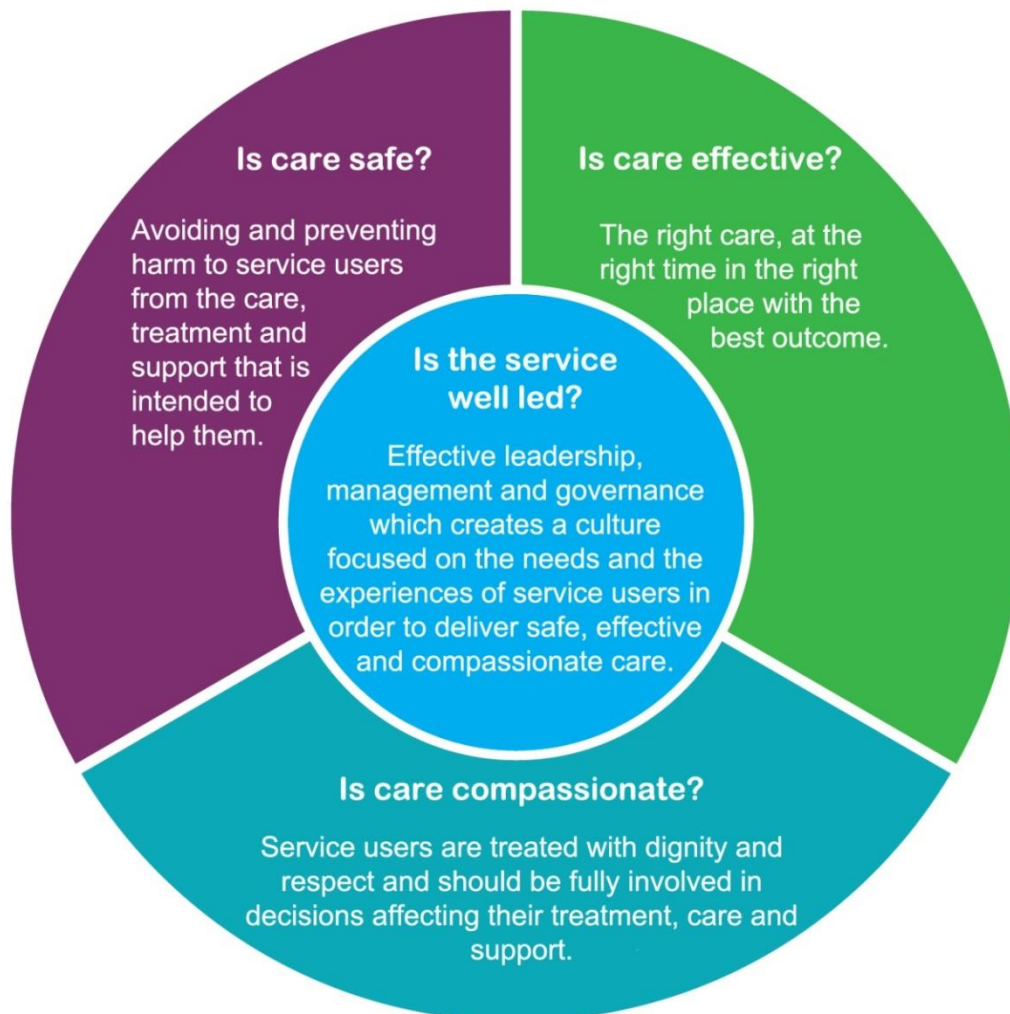 Is care safe?
Avoiding and preventing
harm to service users
from the care,
treatment and
support that is
intended to
help them.
Is care effective?
The right care, at the
right time in the right
place with the
best outcome.
Is the service
well led?
Effective leadership,
management and governance
which creates a culture
focused on the needs and the
experiences of service users in
order to deliver safe, effective
and compassionate care.
Is care compassionate?
Service users are treated with dignity and
respect and should be fully involved in
decisions affecting their treatment, care and
support.